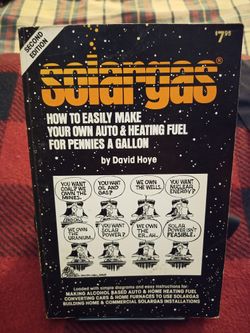 SECOND
EDITION
$7.95
solargas®
HOW TO EASILY MAKE
YOUR OWN AUTO & HEATING FUEL
FOR PENNIES A GALLON
by David Hoye
YOU WANT
COAL? WE
OWN THE
MINES.
YOU WANT
OIL AND
GAS?
WE OWN
THE
WELLS.
YOU WANT
NUCLEAR
ENERGY?
WE OWN
THE
URANIUM.
YOU WANT
SOLAR
POWER?
WE OWN
THE
ER...AH..
SOLAR
POWER
ISN'T
FEASIBLE.
Loaded with simple diagrams and easy instructions for
MAKING ALCOHOL BASED AUTO & HOME HEATING FUEL
CONVERTING CARS & HOME FURNACES TO USE SOLARGAS
BUILDING HOME & COMMERCIAL SOLARGAS INSTALLATIONS